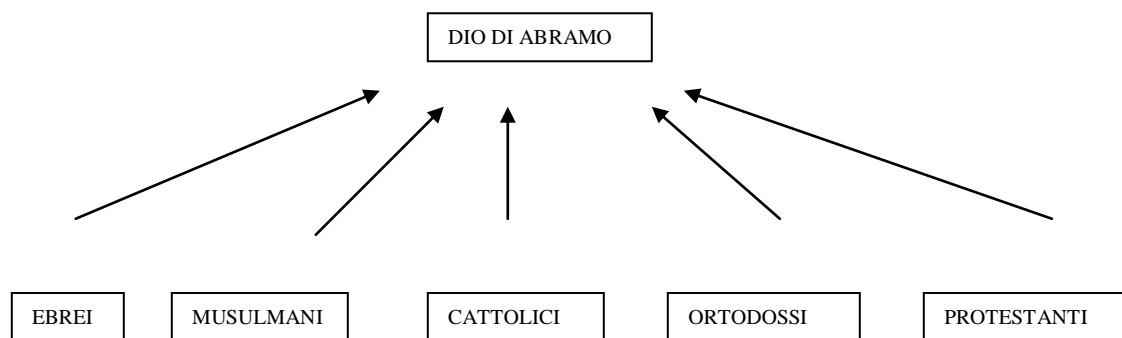 DIO DI ABRAMO
EBREI MUSULMANI CATTOLICI ORTODOSSI PROTESTANTI